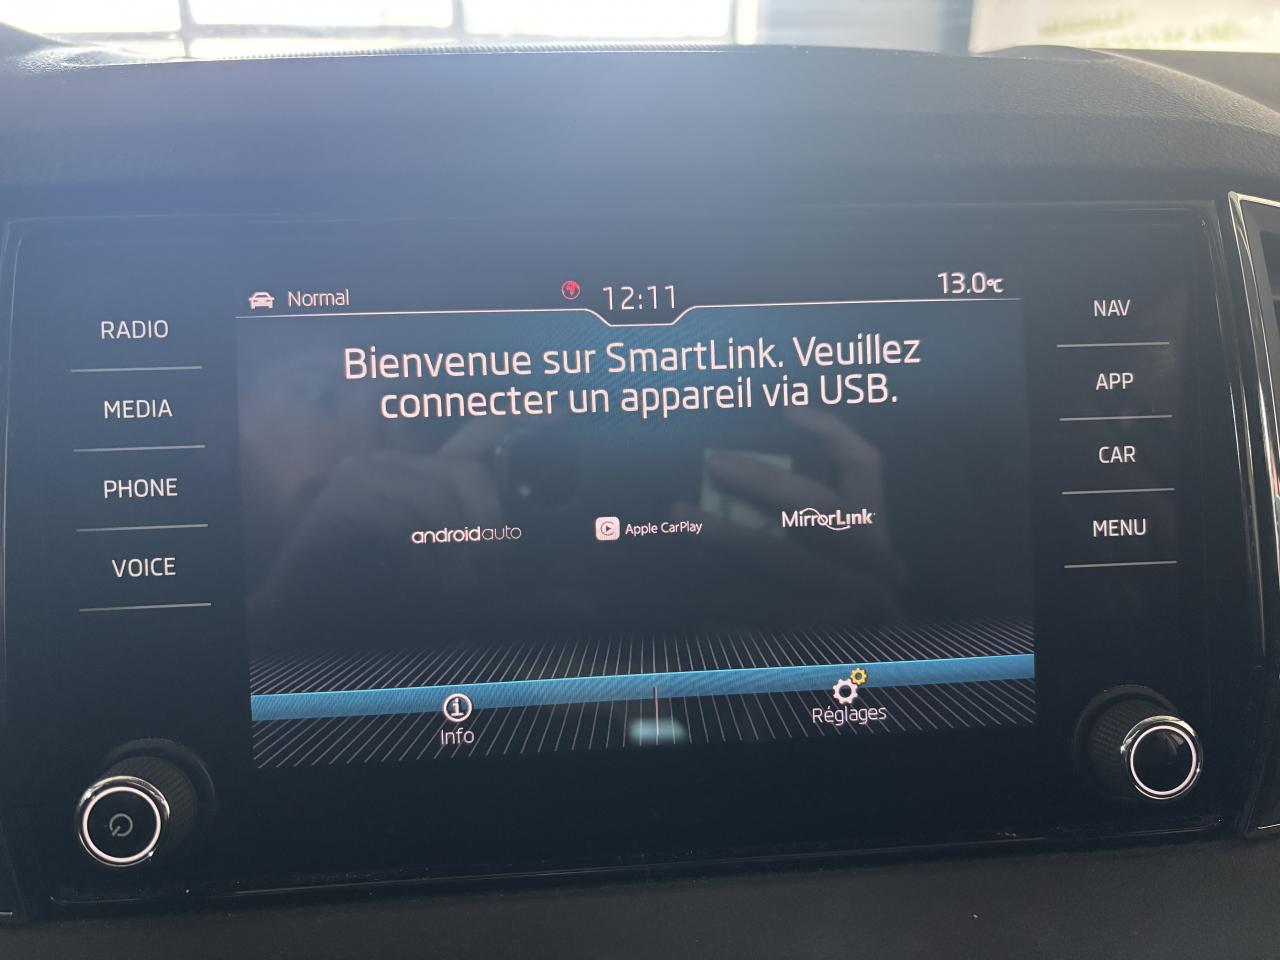 Normal
12:11
13.0°C
RADIO
MEDIA
PHONE
VOICE
Bienvenue sur SmartLink. Veuillez
connecter un appareil via USB.
androidauto
Apple CarPlay
MirrorLink
Info
Réglages
NAV
APP
CAR
MENU